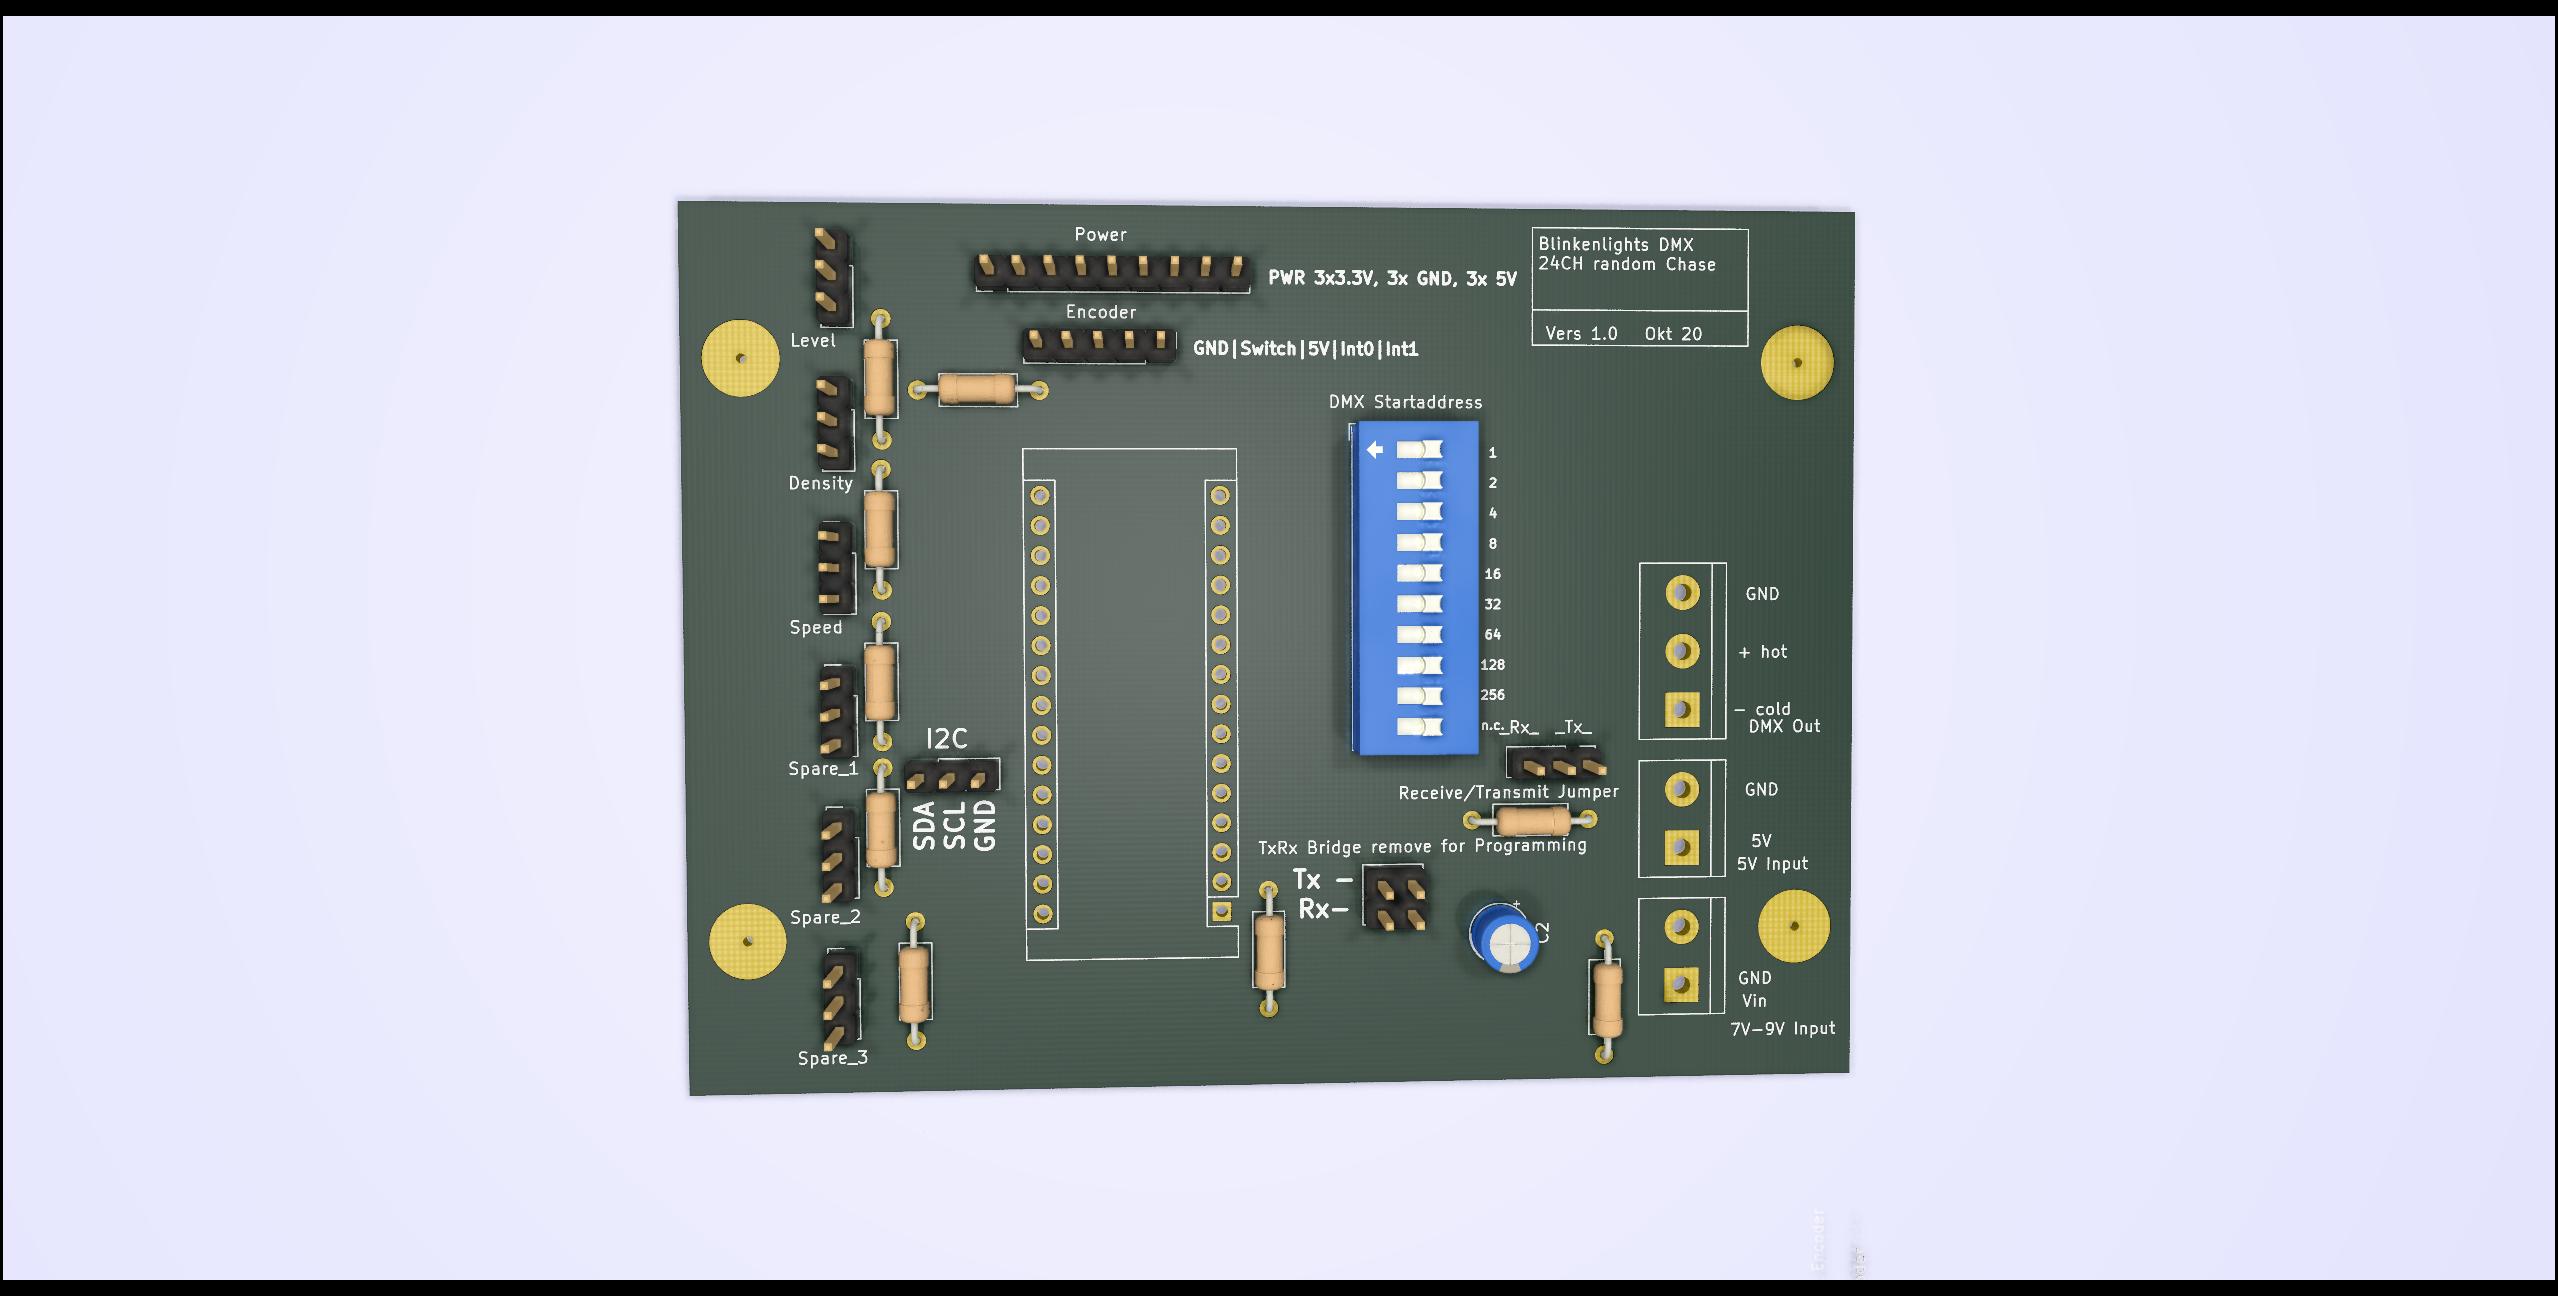 Power
PWR 3x3.3V, 3x GND, 3x 5V
Blinkenlights DMX
24CH random Chase
Vers 1.0 Okt 20
Encoder
GND|Switch|5V|Int0|Int1
Level
Density
Speed
Spare_1
Spare_2
Spare_3
I2C
SDA
SCL
GND
DMX Startaddress
1
2
4
8
16
32
64
128
256
n.c.
_Rx_ _Tx_
Receive/Transmit Jumper
TxRx Bridge remove for Programming
Tx –
Rx–
+
C2
GND
+ hot
– cold
DMX Out
GND
5V
5V Input
GND
Vin
7V–9V Input
Encoder